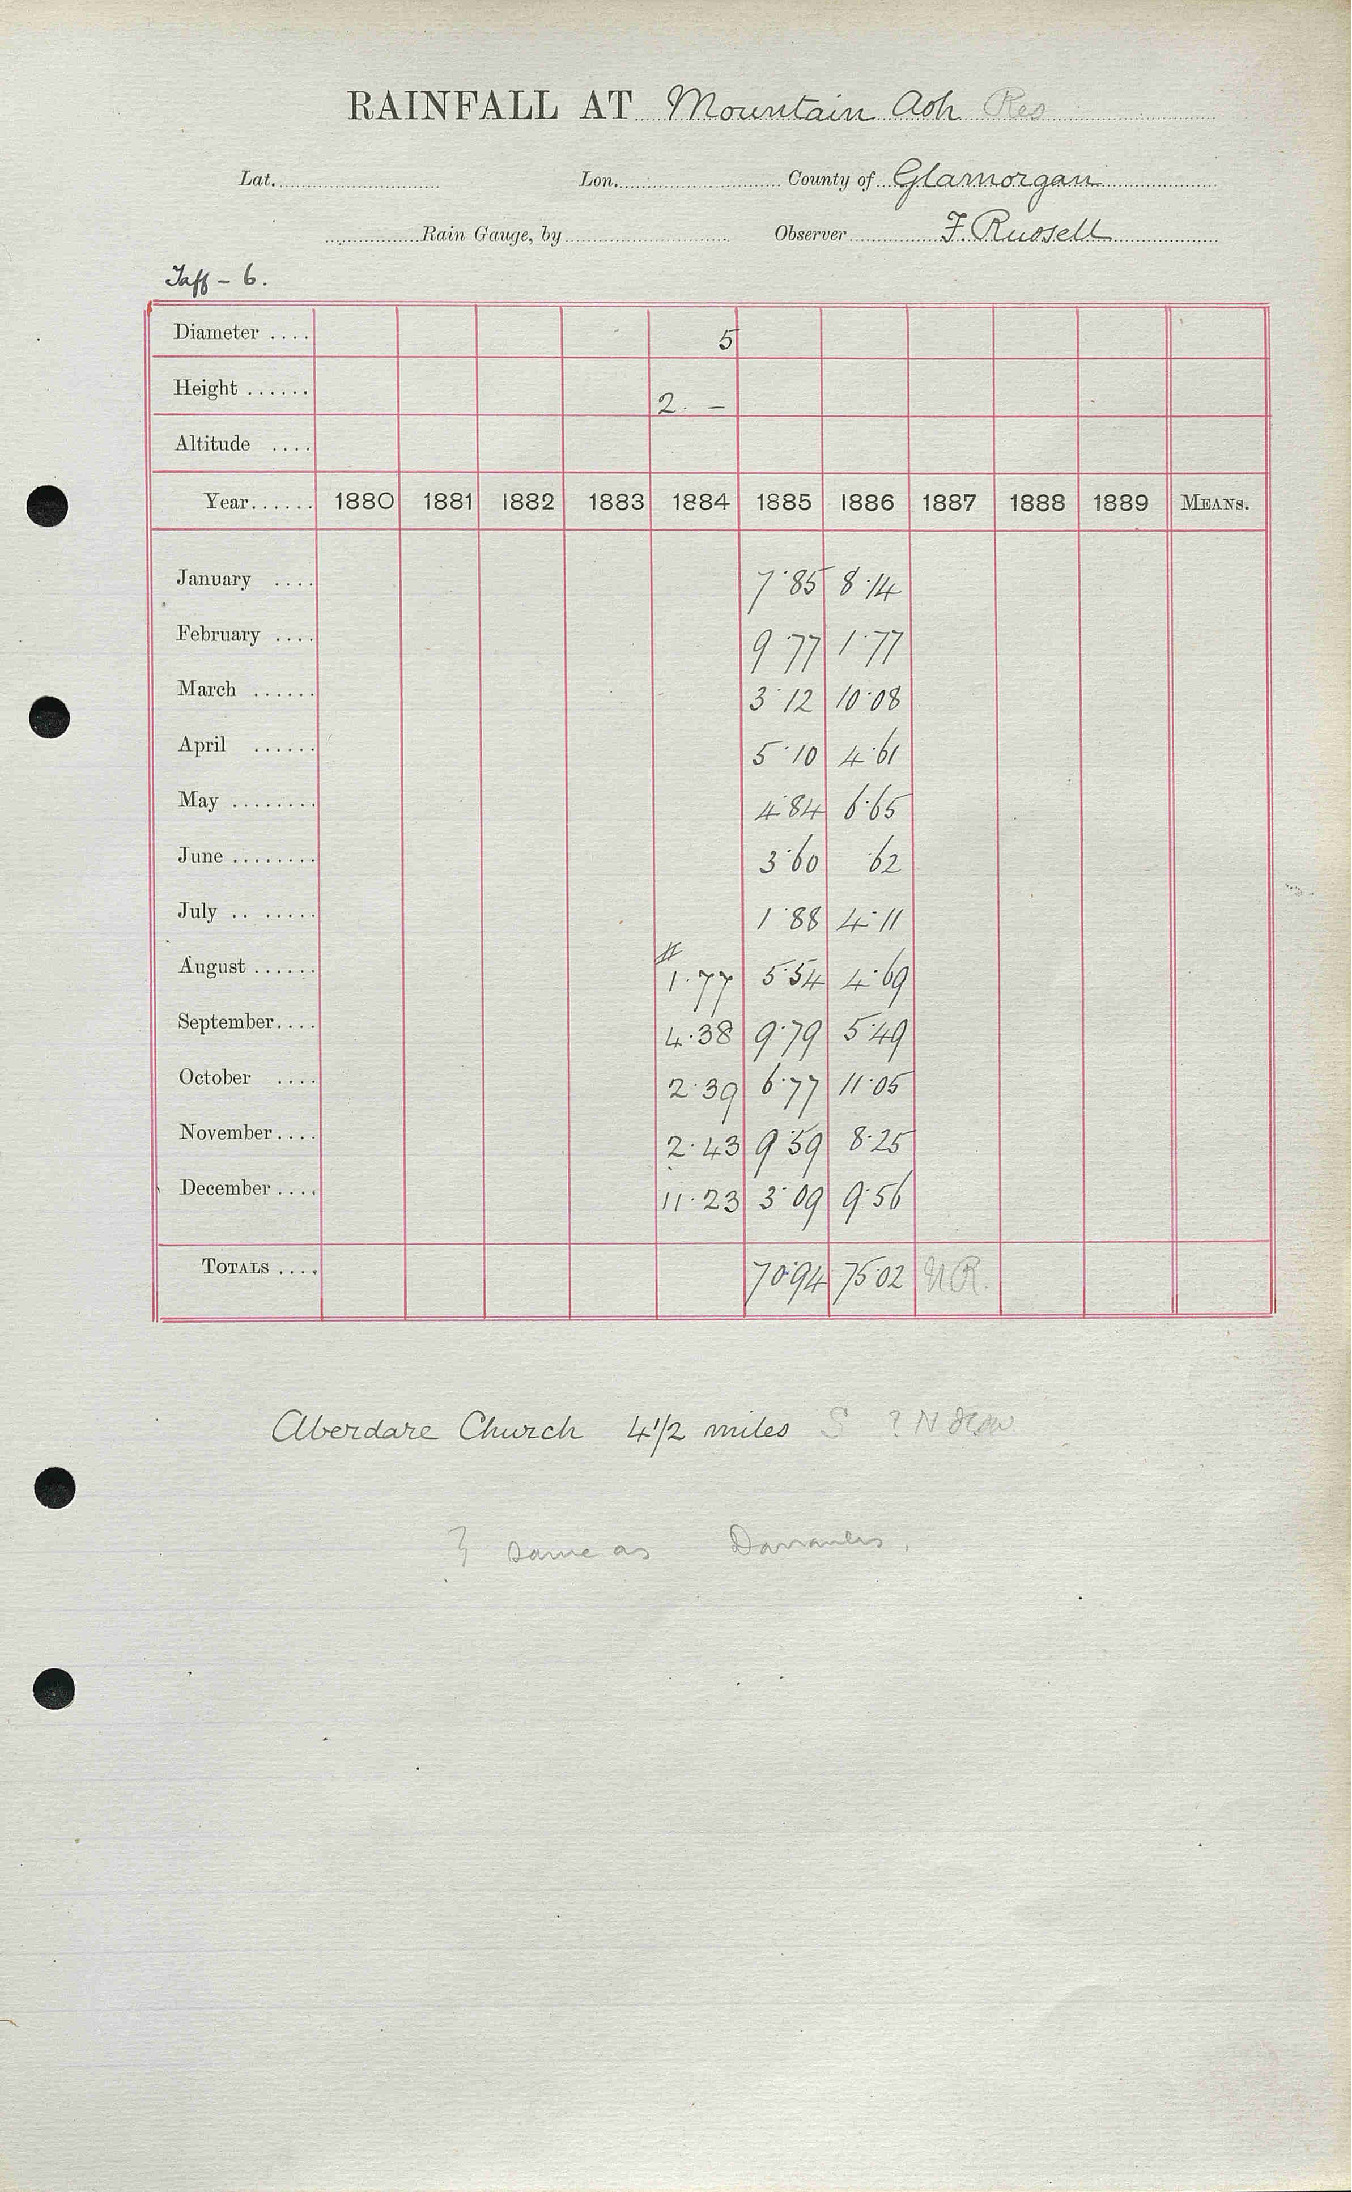 RAINFALL AT Mountain Ash Res
Lat. Lon. County of Glamorgan
Rain Gauge, by Observer F. Russell
Taff - 6.
Diameter .... 5
Height ...... 2. —
Altitude ....
Year...... 1880 1881 1882 1883 1884 1885 1886 1887 1888 1889 MEANS.
January .... 7.85 8.14
February .... 9.77 1.77
March ...... 3.12 10.08
April ...... 5.10 4.61
May ........ 4.84 6.65
June ........ 3.60 .62
July .. ...... 1.88 4.11
August ...... # 1.77 5.54 4.69
September.... 4.38 9.79 5.49
October .... 2.39 6.77 11.05
November.... 2.43 9.59 8.25
December .... 11.23 3.09 9.56
TOTALS .... 70.94 75.02 N.R.
Aberdare Church 4 1/2 miles S ? N
? same as